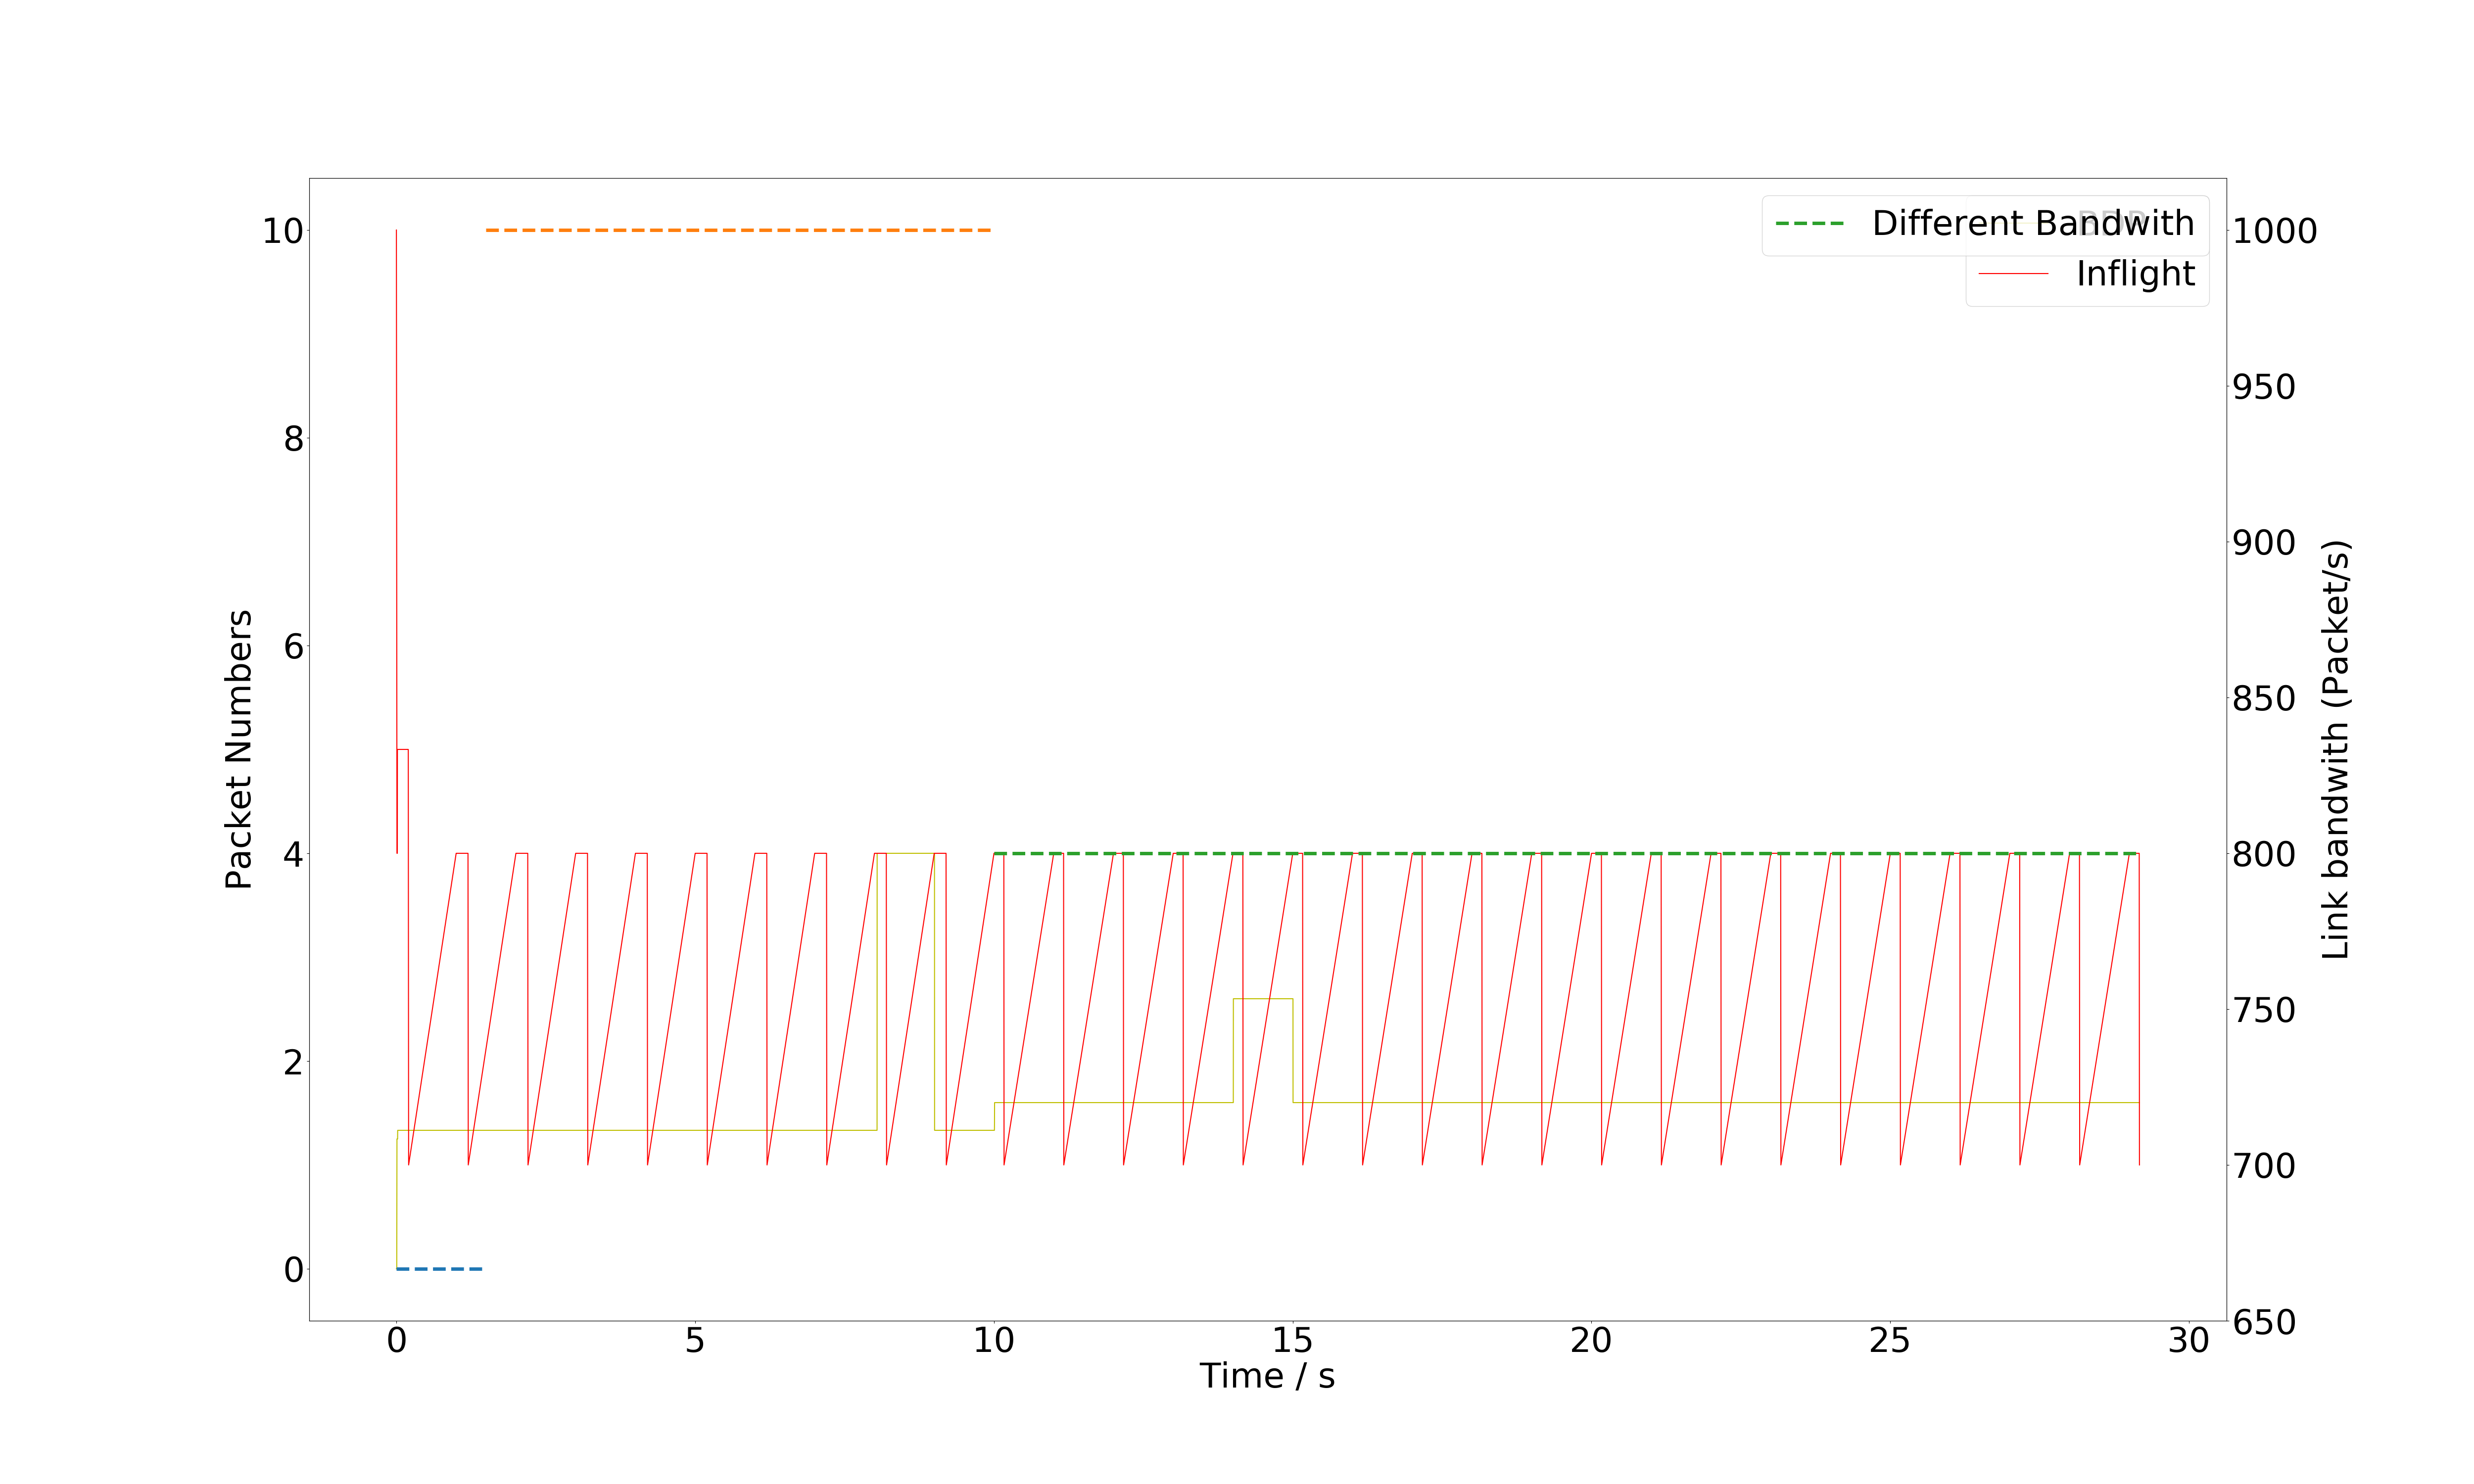 Different Bandwith
BDP
Inflight
10
8
6
4
2
0
Packet Numbers
1000
950
900
850
800
750
700
650
Link bandwith (Packet/s)
0 5 10 15 20 25 30
Time / s